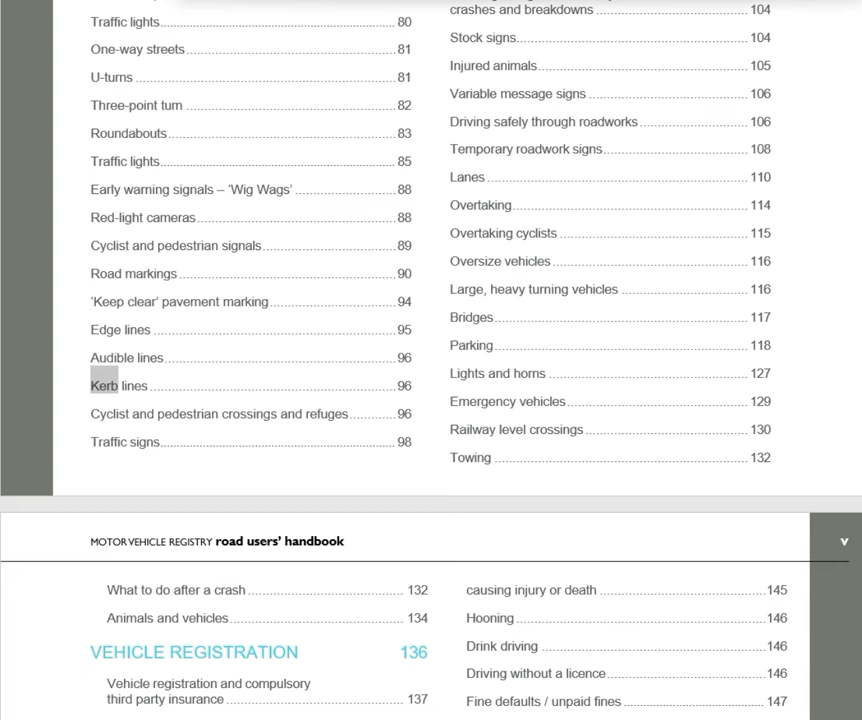 Traffic lights 80
One-way streets 81
U-turns 81
Three-point turn 82
Roundabouts 83
Traffic lights 85
Early warning signals – 'Wig Wags' 88
Red-light cameras 88
Cyclist and pedestrian signals 89
Road markings 90
'Keep clear' pavement marking 94
Edge lines 95
Audible lines 96
Kerb lines 96
Cyclist and pedestrian crossings and refuges 96
Traffic signs 98
crashes and breakdowns 104
Stock signs 104
Injured animals 105
Variable message signs 106
Driving safely through roadworks 106
Temporary roadwork signs 108
Lanes 110
Overtaking 114
Overtaking cyclists 115
Oversize vehicles 116
Large, heavy turning vehicles 116
Bridges 117
Parking 118
Lights and horns 127
Emergency vehicles 129
Railway level crossings 130
Towing 132
MOTOR VEHICLE REGISTRY road users' handbook
v
What to do after a crash 132
Animals and vehicles 134
VEHICLE REGISTRATION 136
Vehicle registration and compulsory
third party insurance 137
causing injury or death 145
Hooning 146
Drink driving 146
Driving without a licence 146
Fine defaults / unpaid fines 147